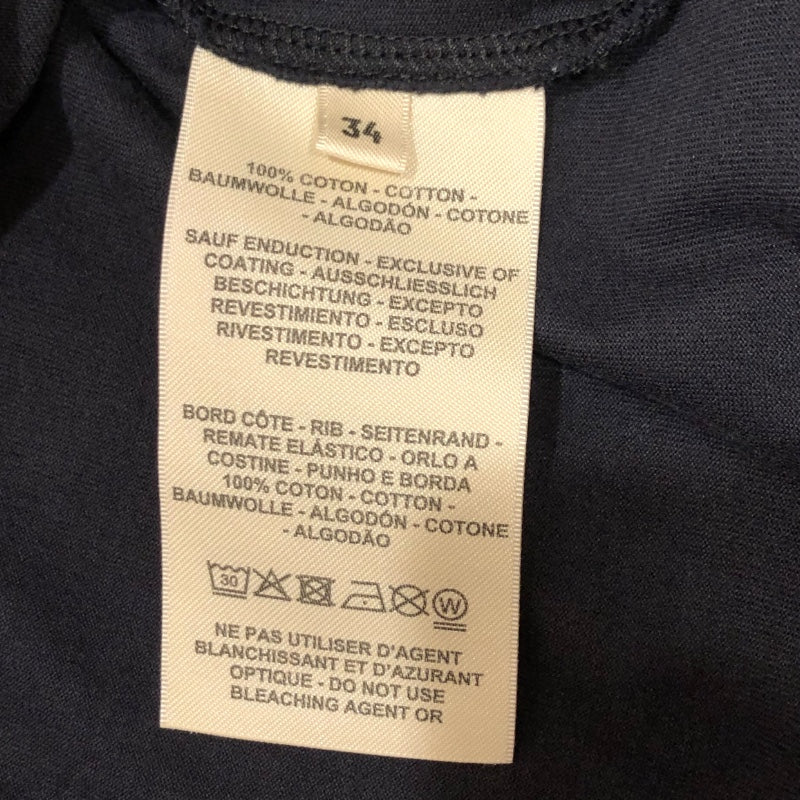 34
100% COTON - COTTON -
BAUMWOLLE - ALGODÓN - COTONE
- ALGODÃO
SAUF ENDUCTION - EXCLUSIVE OF
COATING - AUSSCHLIESSLICH
BESCHICHTUNG - EXCEPTO
REVESTIMIENTO - ESCLUSO
RIVESTIMENTO - EXCEPTO
REVESTIMENTO
BORD CÔTE - RIB - SEITENRAND -
REMATE ELÁSTICO - ORLO A
COSTINE - PUNHO E BORDA
100% COTON - COTTON -
BAUMWOLLE - ALGODÓN - COTONE
- ALGODÃO
30 W
NE PAS UTILISER D'AGENT
BLANCHISSANT ET D'AZURANT
OPTIQUE - DO NOT USE
BLEACHING AGENT OR